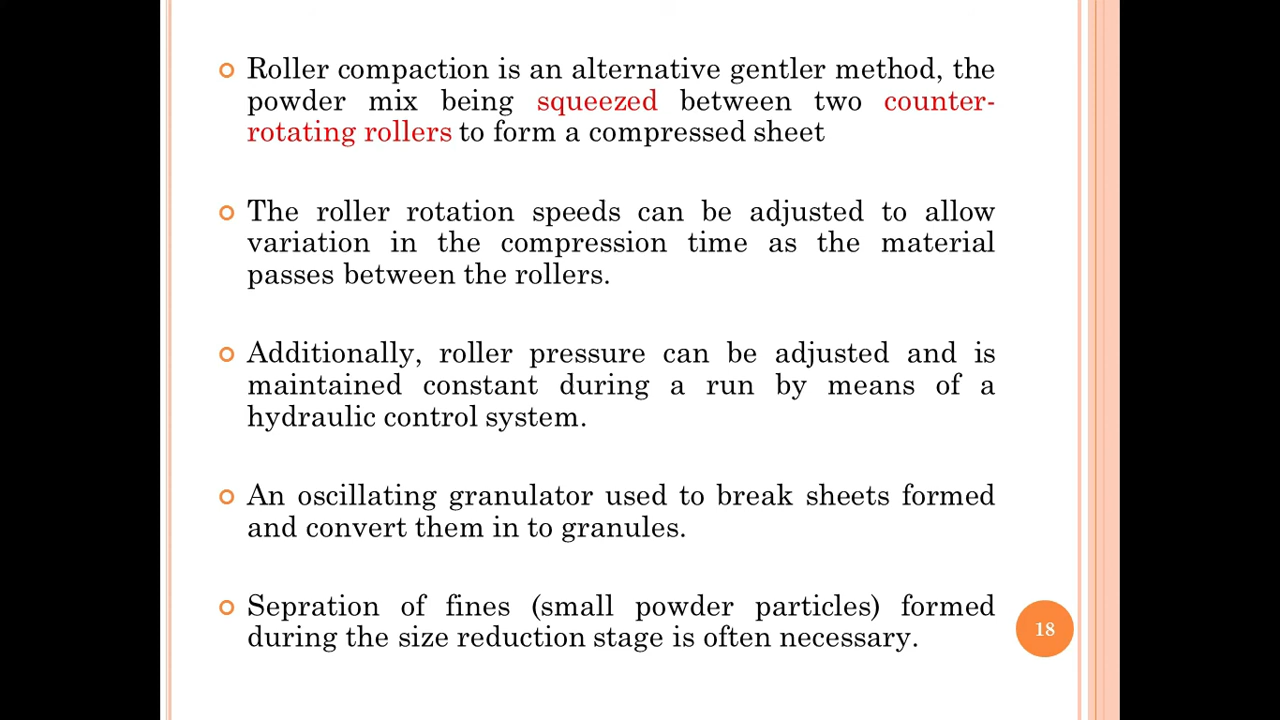 Roller compaction is an alternative gentler method, the
powder mix being squeezed between two counter-
rotating rollers to form a compressed sheet
The roller rotation speeds can be adjusted to allow
variation in the compression time as the material
passes between the rollers.
Additionally, roller pressure can be adjusted and is
maintained constant during a run by means of a
hydraulic control system.
An oscillating granulator used to break sheets formed
and convert them in to granules.
Sepration of fines (small powder particles) formed
during the size reduction stage is often necessary.
18